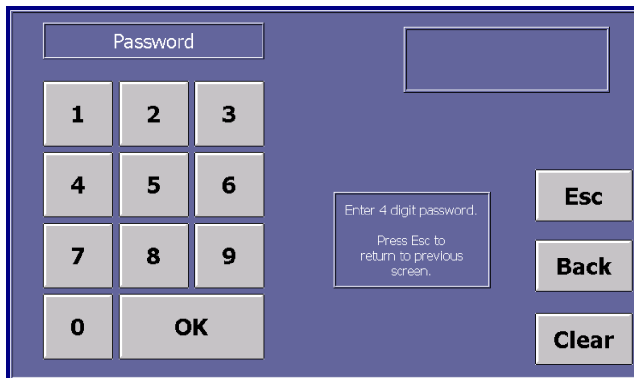 Password
1 2 3
4 5 6
7 8 9
0 OK
Enter 4 digit password.
Press Esc to
return to previous
screen.
Esc
Back
Clear